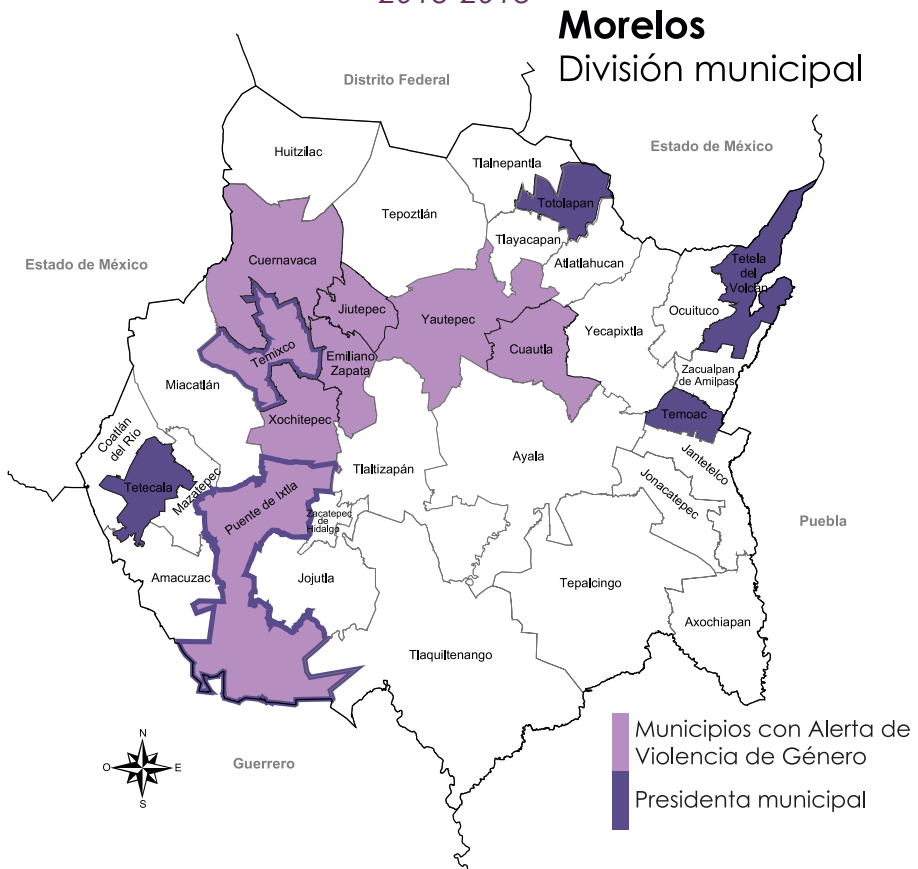 Morelos
División municipal
Distrito Federal
Estado de México
Huitzilac
Tlalnepantla
Tepoztlán
Totolapan
Tlayacapan
Atlatlahucan
Estado de México
Cuernavaca
Tetela
del
Volcán
Jiutepec
Yautepec
Ocuituco
Yecapixtla
Cuautla
Temixco
Emiliano
Zapata
Zacualpan
de Amilpas
Miacatlán
Xochitepec
Temoac
Coatlán
del Río
Tlaltizapán
Ayala
Jantetelco
Tetecala
Mazatepec
Puente de Ixtla
Jonacatepec
Zacatepec
de
Hidalgo
Puebla
Amacuzac
Jojutla
Tepalcingo
Axochiapan
Tlaquiltenango
Guerrero
N
O
E
S
Municipios con Alerta de
Violencia de Género
Presidenta municipal